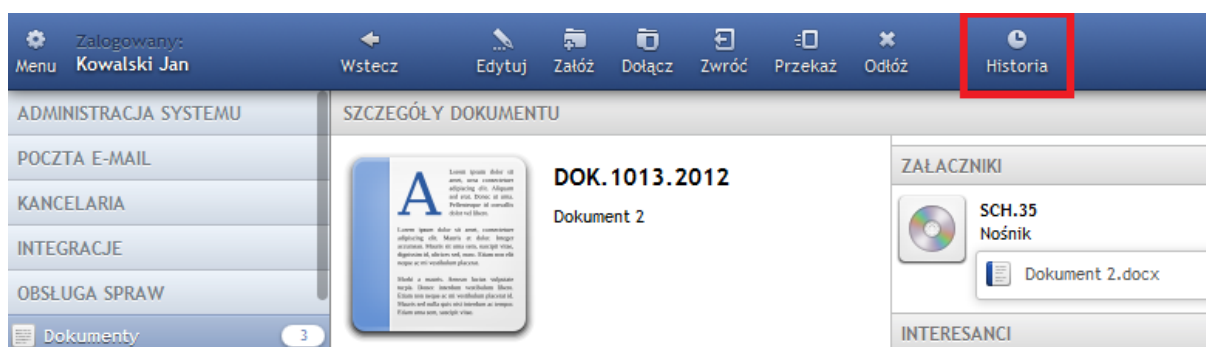 Zalogowany:
Menu Kowalski Jan
Wstecz Edytuj Załóż Dołącz Zwróć Przekaż Odłóż Historia
ADMINISTRACJA SYSTEMU
POCZTA E-MAIL
KANCELARIA
INTEGRACJE
OBSŁUGA SPRAW
Dokumenty 3
SZCZEGÓŁY DOKUMENTU
A
DOK.1013.2012
Dokument 2
ZAŁACZNIKI
SCH.35
Nośnik
Dokument 2.docx
INTERESANCI